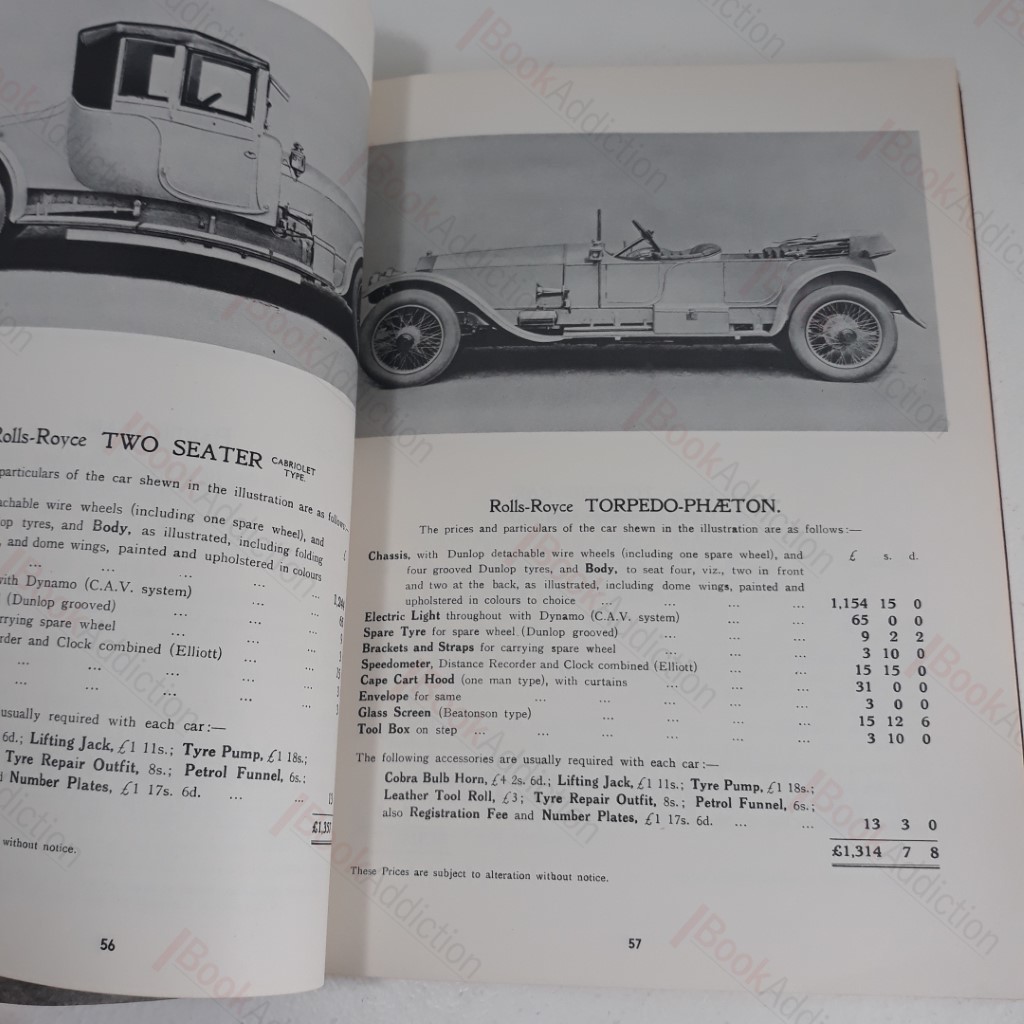 Rolls-Royce TWO SEATER CABRIOLET TYPE.
particulars of the car shewn in the illustration are as follows:—
achable wire wheels (including one spare wheel), and £
op tyres, and Body, as illustrated, including folding
, and dome wings, painted and upholstered in colours
... ... ... ... ...
with Dynamo (C.A.V. system) ... ...
(Dunlop grooved) ... ... ...
rrying spare wheel ... ... ...
rder and Clock combined (Elliott) ... ...
... ... ... ...
... ... ... ...
usually required with each car:—
6d.; Lifting Jack, £1 11s.; Tyre Pump, £1 18s.;
Tyre Repair Outfit, 8s.; Petrol Funnel, 6s.;
Number Plates, £1 17s. 6d. ... ...
without notice.
56
Rolls-Royce TORPEDO-PHÆTON.
The prices and particulars of the car shewn in the illustration are as follows:—
Chassis, with Dunlop detachable wire wheels (including one spare wheel), and £ s. d.
four grooved Dunlop tyres, and Body, to seat four, viz., two in front
and two at the back, as illustrated, including dome wings, painted and
upholstered in colours to choice ... ... ... ... 1,154 15 0
Electric Light throughout with Dynamo (C.A.V. system) ... ... 65 0 0
Spare Tyre for spare wheel (Dunlop grooved) ... ... ... 9 2 2
Brackets and Straps for carrying spare wheel ... ... ... 3 10 0
Speedometer, Distance Recorder and Clock combined (Elliott) ... ... 15 15 0
Cape Cart Hood (one man type), with curtains ... ... ... 31 0 0
Envelope for same ... ... ... ... ... 3 0 0
Glass Screen (Beatonson type) ... ... ... ... 15 12 6
Tool Box on step ... ... ... ... ... 3 10 0
The following accessories are usually required with each car:—
Cobra Bulb Horn, £4 2s. 6d.; Lifting Jack, £1 11s.; Tyre Pump, £1 18s.;
Leather Tool Roll, £3; Tyre Repair Outfit, 8s.; Petrol Funnel, 6s.;
also Registration Fee and Number Plates, £1 17s. 6d. ... ... 13 3 0
£1,314 7 8
These Prices are subject to alteration without notice.
57
BookAddiction